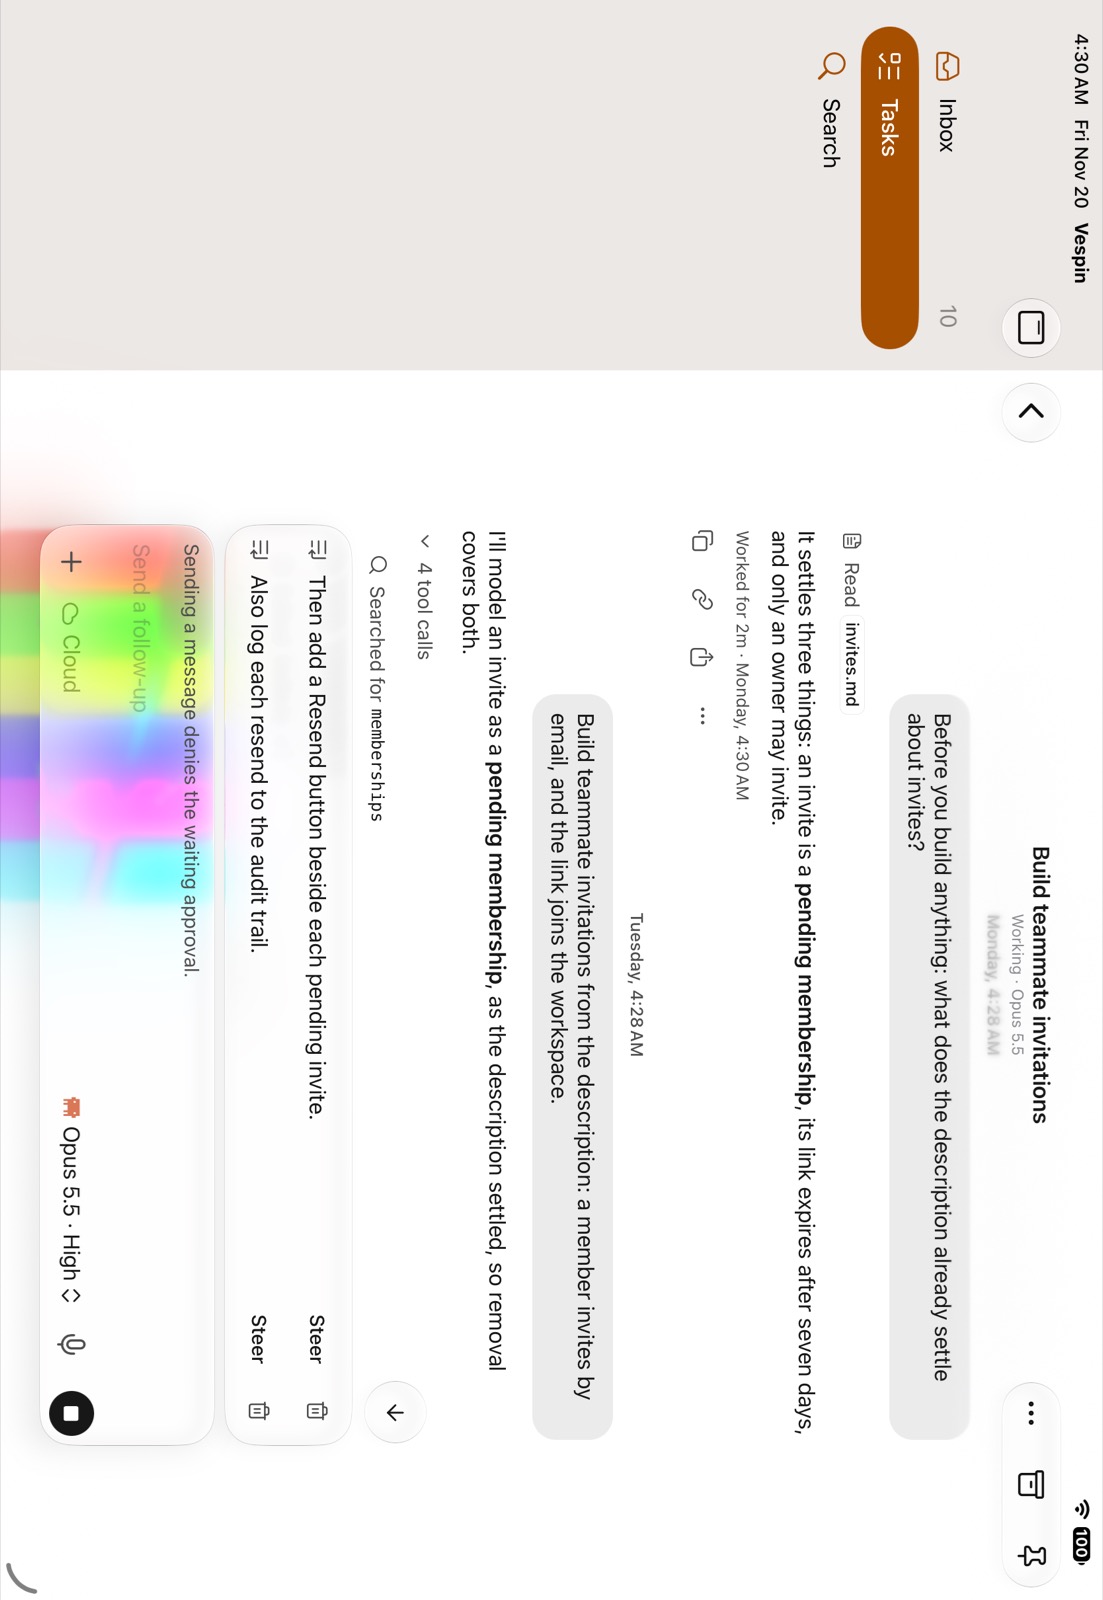 4:30 AM Fri Nov 20 Vespin
100
Inbox 10
Tasks
Search
Build teammate invitations
Working · Opus 5.5
Monday, 4:28 AM
Before you build anything: what does the description already settle
about invites?
Read invites.md
It settles three things: an invite is a pending membership, its link expires after seven days,
and only an owner may invite.
Worked for 2m · Monday, 4:30 AM
Tuesday, 4:28 AM
Build teammate invitations from the description: a member invites by
email, and the link joins the workspace.
I'll model an invite as a pending membership, as the description settled, so removal
covers both.
4 tool calls
Searched for memberships
Then add a Resend button beside each pending invite. Steer
Also log each resend to the audit trail. Steer
Sending a message denies the waiting approval.
Send a follow-up
Cloud
Opus 5.5 · High